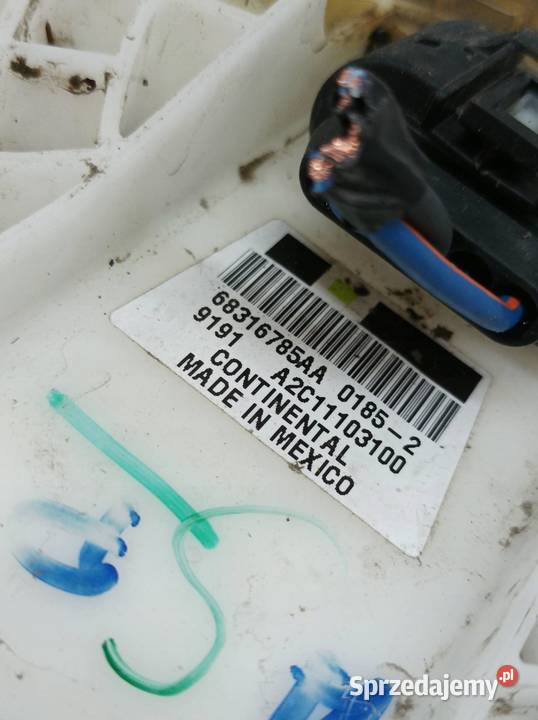 68316785AA 0185-2
9191 A2C11103100
CONTINENTAL
MADE IN MEXICO
Sprzedajemy.pl